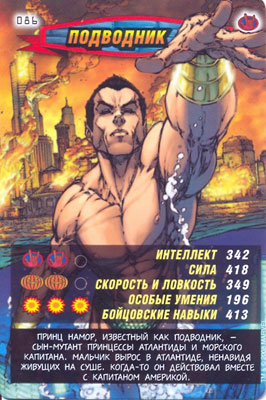 086
ПОДВОДНИК
ИНТЕЛЛЕКТ 342
СИЛА 418
СКОРОСТЬ И ЛОВКОСТЬ 349
ОСОБЫЕ УМЕНИЯ 196
БОЙЦОВСКИЕ НАВЫКИ 413
ПРИНЦ НАМОР, ИЗВЕСТНЫЙ КАК ПОДВОДНИК, –
СЫН-МУТАНТ ПРИНЦЕССЫ АТЛАНТИДЫ И МОРСКОГО
КАПИТАНА. МАЛЬЧИК ВЫРОС В АТЛАНТИДЕ, НЕНАВИДЯ
ЖИВУЩИХ НА СУШЕ. КОГДА-ТО ОН ДЕЙСТВОВАЛ ВМЕСТЕ
С КАПИТАНОМ АМЕРИКОЙ.